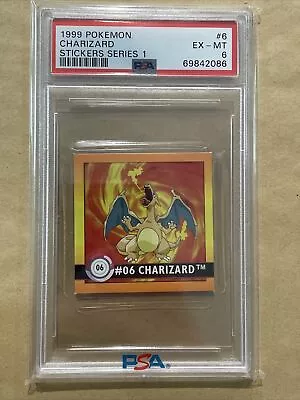 1999 POKEMON #6
CHARIZARD EX - MT
STICKERS SERIES 1 6
PSA 69842086
06 #06 CHARIZARD™
PSA